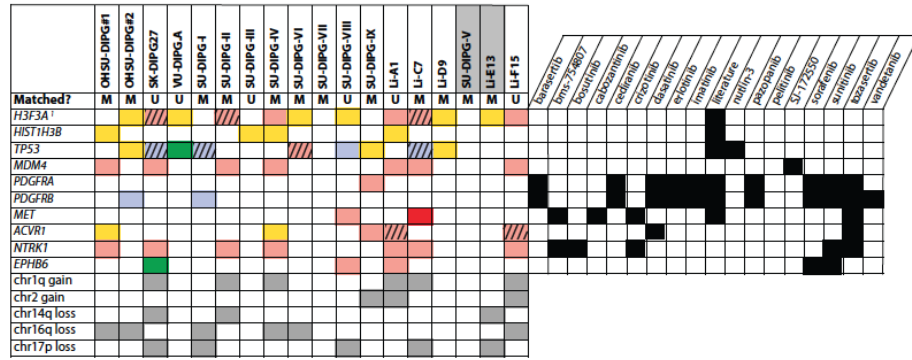 OHSU-DIPG#1 OHSU-DIPG#2 SK-DIPG27 VU-DIPG.A SU-DIPG-I SU-DIPG-II SU-DIPG-III SU-DIPG-IV SU-DIPG-VI SU-DIPG-VII SU-DIPG-VIII SU-DIPG-IX Li-A1 Li-C7 Li-D9 SU-DIPG-V Li-E13 Li-F15
barasertib bms-754807 bosutinib cabozantinib cediranib crizotinib dasatinib erlotinib imatinib literature nutlin-3 pazopanib pelitinib SJ-172550 sorafenib sunitinib tozasertib vandetanib
Matched? M M U U M M M M M M U M U M M M M U
H3F3A¹
HIST1H3B
TP53
MDM4
PDGFRA
PDGFRB
MET
ACVR1
NTRK1
EPHB6
chr1q gain
chr2 gain
chr14q loss
chr16q loss
chr17p loss